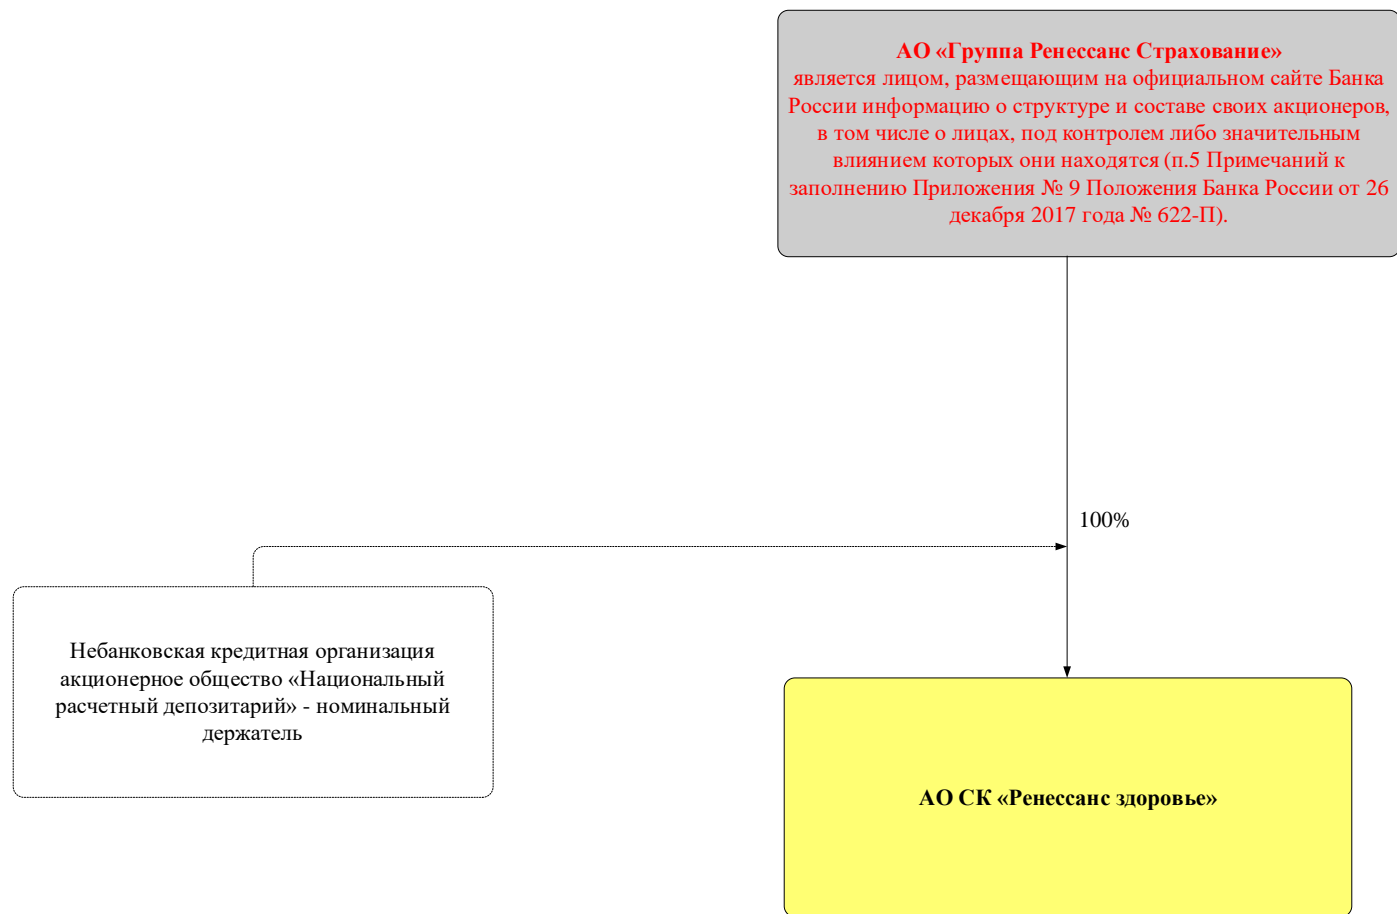 АО «Группа Ренессанс Страхование»
является лицом, размещающим на официальном сайте Банка
России информацию о структуре и составе своих акционеров,
в том числе о лицах, под контролем либо значительным
влиянием которых они находятся (п.5 Примечаний к
заполнению Приложения № 9 Положения Банка России от 26
декабря 2017 года № 622-П).
100%
Небанковская кредитная организация
акционерное общество «Национальный
расчетный депозитарий» - номинальный
держатель
АО СК «Ренессанс здоровье»